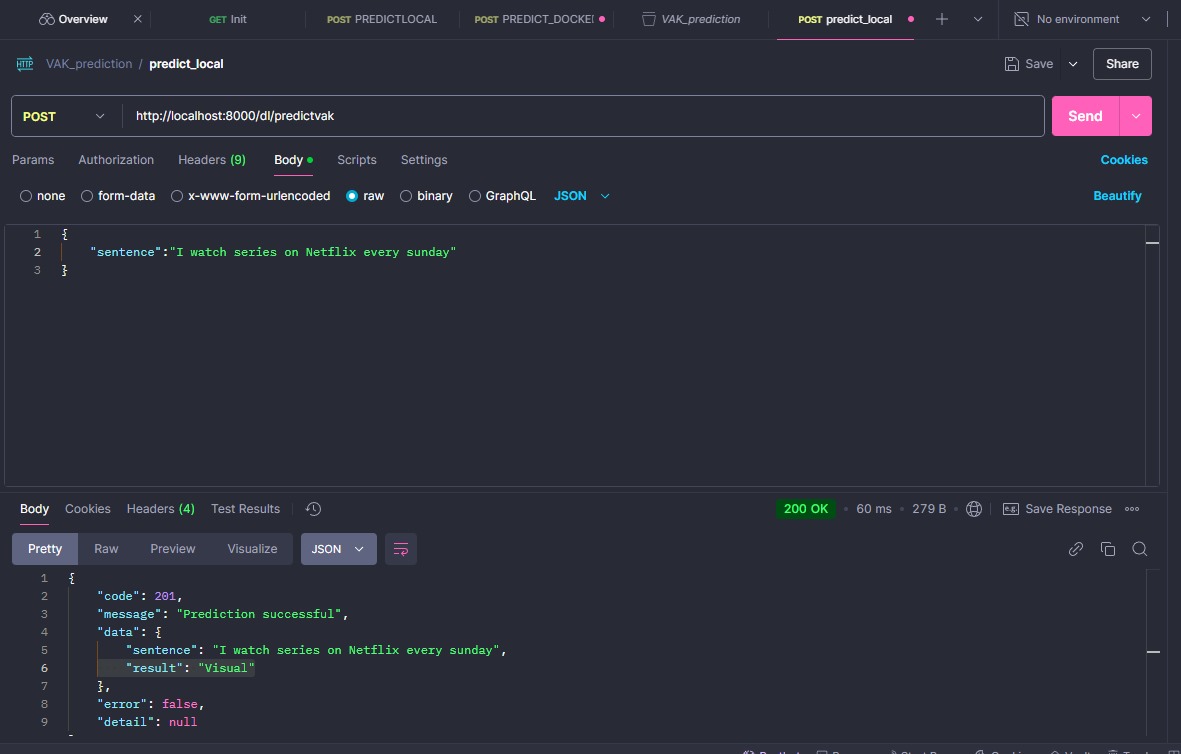 Overview GET Init POST PREDICTLOCAL POST PREDICT_DOCKE VAK_prediction POST predict_local No environment
HTTP VAK_prediction / predict_local Save Share
POST http://localhost:8000/dl/predictvak Send
Params Authorization Headers (9) Body Scripts Settings Cookies
none form-data x-www-form-urlencoded raw binary GraphQL JSON Beautify
1 {
2 "sentence":"I watch series on Netflix every sunday"
3 }
Body Cookies Headers (4) Test Results 200 OK 60 ms 279 B e.g. Save Response
Pretty Raw Preview Visualize JSON
1 {
2 "code": 201,
3 "message": "Prediction successful",
4 "data": {
5 "sentence": "I watch series on Netflix every sunday",
6 "result": "Visual"
7 },
8 "error": false,
9 "detail": null